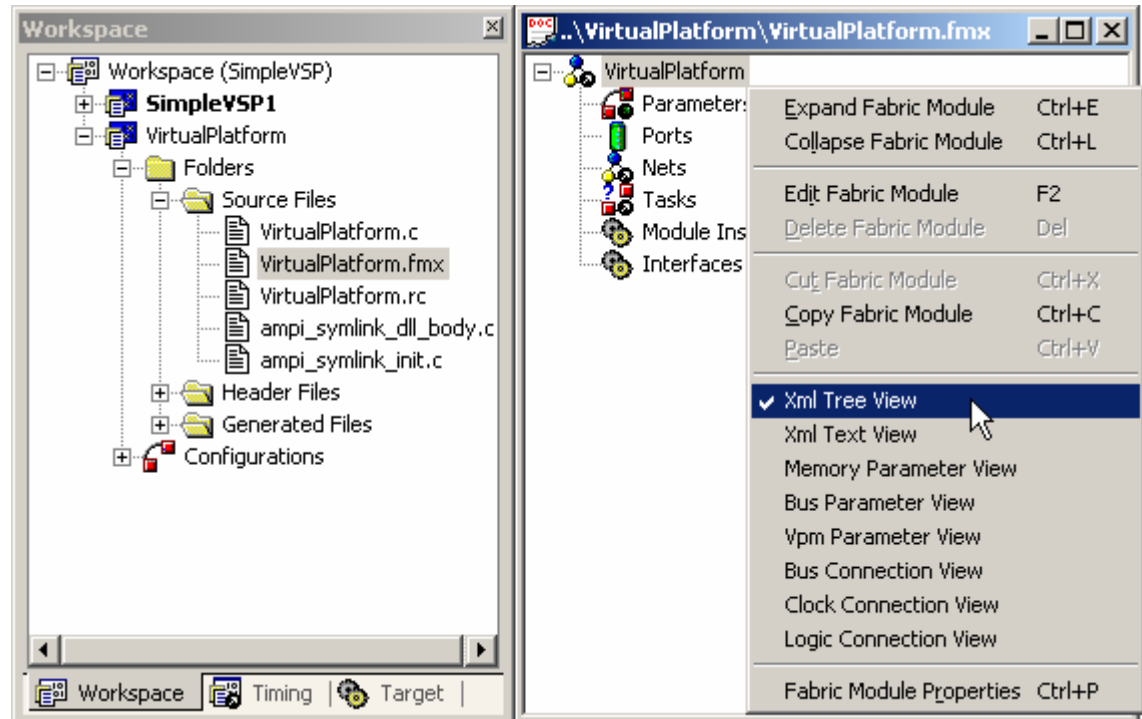 Workspace
Workspace (SimpleVSP)
SimpleVSP1
VirtualPlatform
Folders
Source Files
VirtualPlatform.c
VirtualPlatform.fmx
VirtualPlatform.rc
ampi_symlink_dll_body.c
ampi_symlink_init.c
Header Files
Generated Files
Configurations
Workspace Timing Target
DOC ..\VirtualPlatform\VirtualPlatform.fmx
VirtualPlatform
Parameters
Ports
Nets
Tasks
Module Ins
Interfaces
Expand Fabric Module Ctrl+E
Collapse Fabric Module Ctrl+L
Edit Fabric Module F2
Delete Fabric Module Del
Cut Fabric Module Ctrl+X
Copy Fabric Module Ctrl+C
Paste Ctrl+V
Xml Tree View
Xml Text View
Memory Parameter View
Bus Parameter View
Vpm Parameter View
Bus Connection View
Clock Connection View
Logic Connection View
Fabric Module Properties Ctrl+P